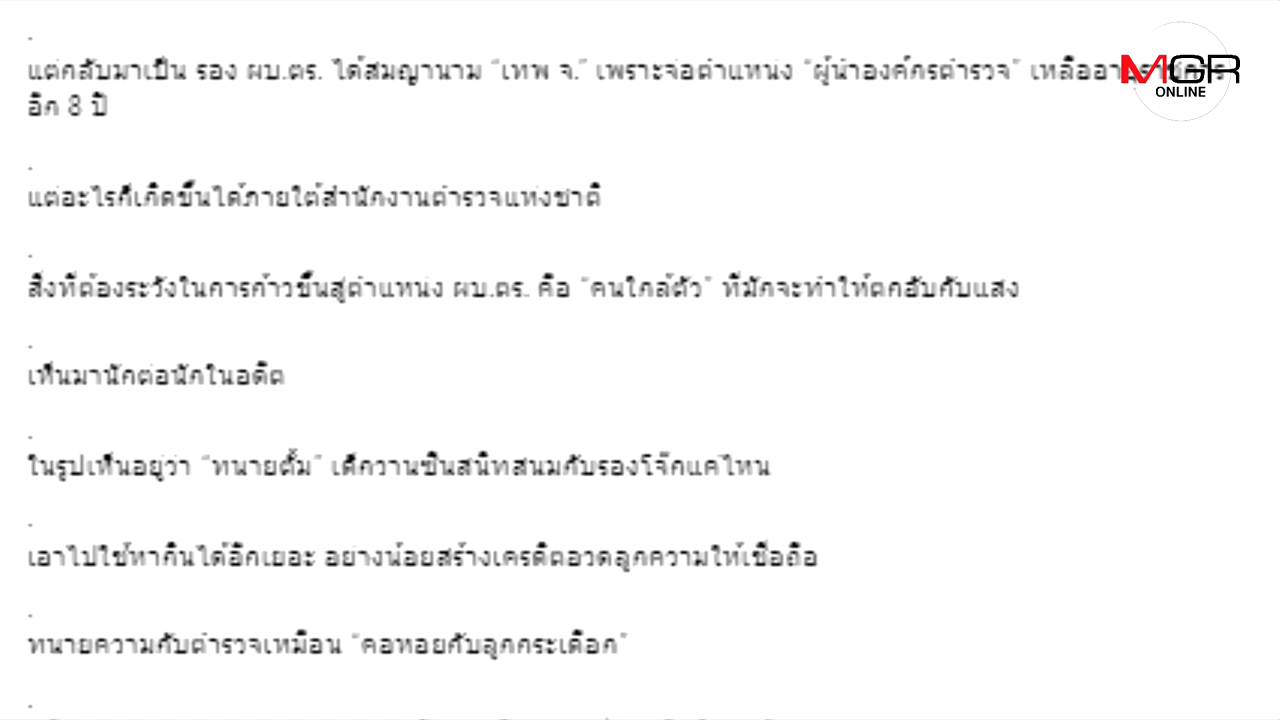 .
แต่กลับมาเป็น รอง ผบ.ตร. ได้สมญานาม "เทพ จ." เพราะจ่อตำแหน่ง "ผู้นำองค์กรตำรวจ" เหลืออายุราชการ
อีก 8 ปี
MGR
ONLINE
.
แต่อะไรก็เกิดขึ้นได้ภายใต้สำนักงานตำรวจแห่งชาติ
.
สิ่งที่ต้องระวังในการก้าวขึ้นสู่ตำแหน่ง ผบ.ตร. คือ "คนใกล้ตัว" ที่มักจะทำให้ตกอับกับแสง
.
เห็นมานักต่อนักในอดีต
.
ในรูปเห็นอยู่ว่า "ทนายตั้ม" เด็กวานซืนสนิทสนมกับรองโจ๊กแค่ไหน
.
เอาไปใช้หากินได้อีกเยอะ อย่างน้อยสร้างเครดิตอวดลูกความให้เชื่อถือ
.
ทนายความกับตำรวจเหมือน "คอหอยกับลูกกระเดือก"
.